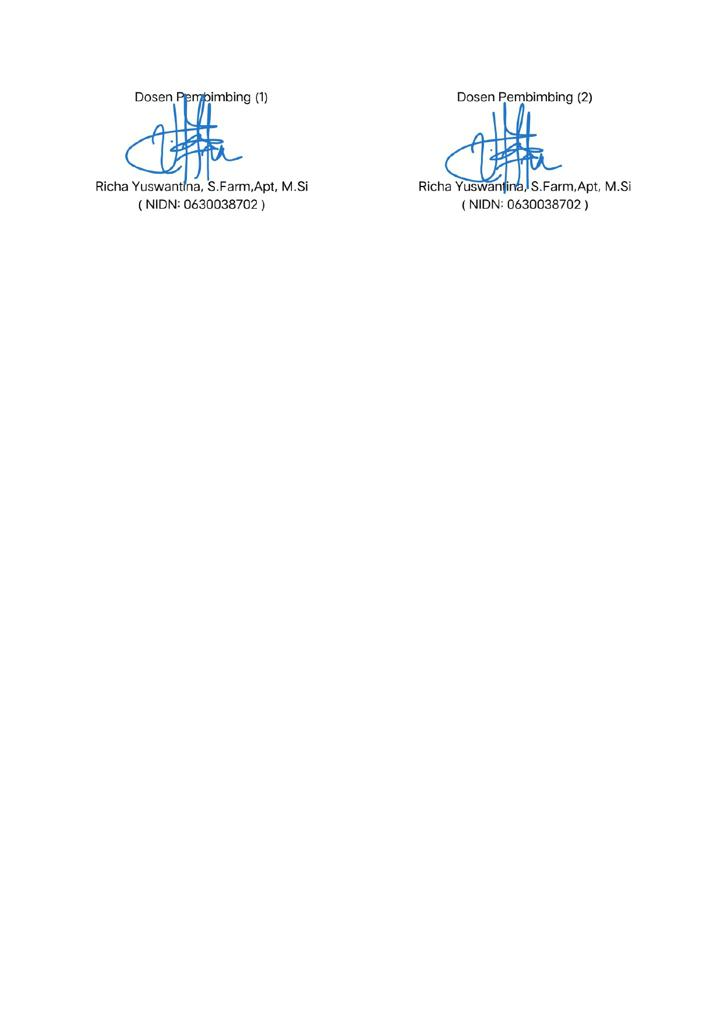 Dosen Pembimbing (1)
Richa Yuswantina, S.Farm,Apt, M.Si
( NIDN: 0630038702 )
Dosen Pembimbing (2)
Richa Yuswantina, S.Farm,Apt, M.Si
( NIDN: 0630038702 )